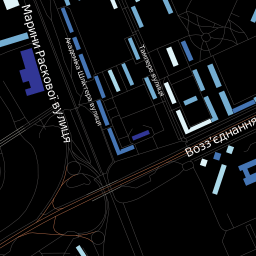 Марини Раскової вулиця
Академіка Шліхтера вулиця
Тампере вулиця
Возз'єднання